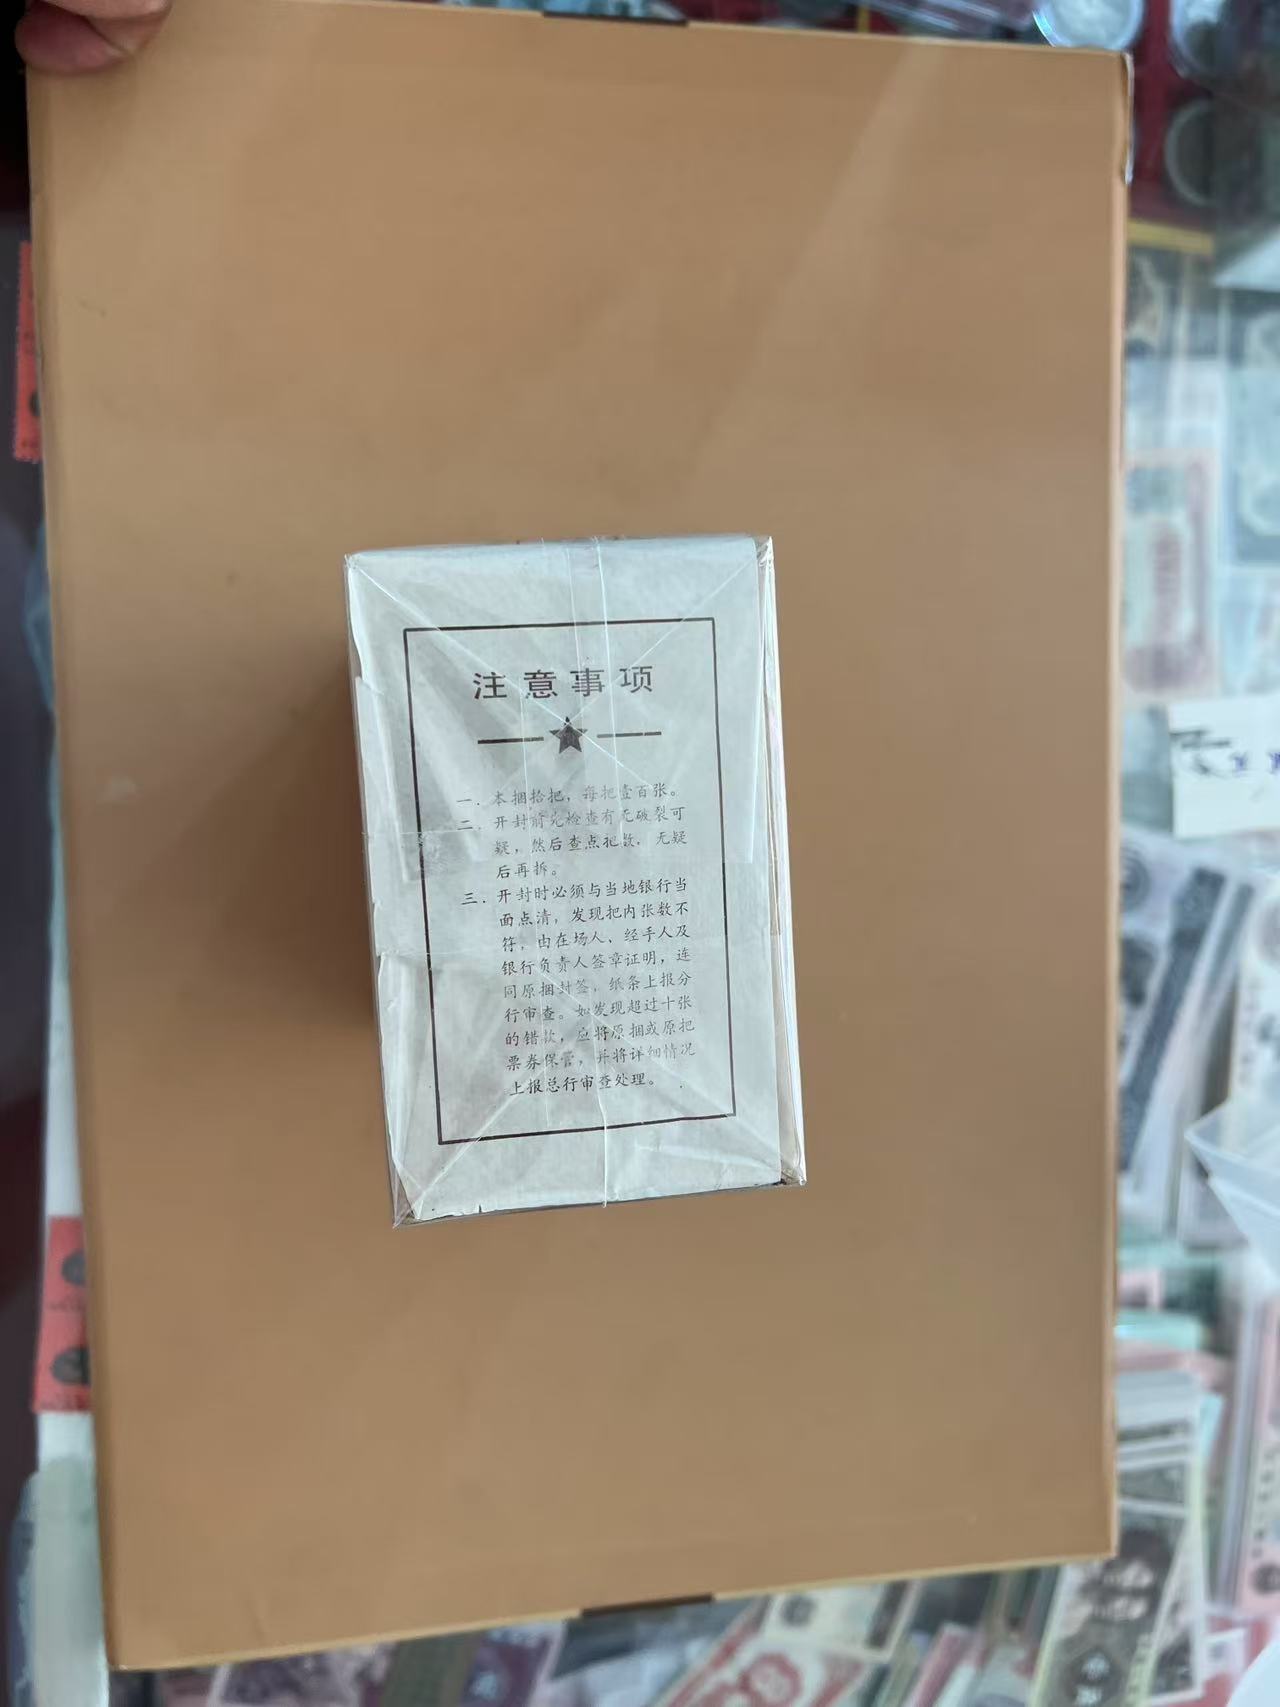 注意事项
一．本捆拾把，每把壹百张。
二．开封前先检查有无破裂可
疑，然后查点把数，无疑
后再拆。
三．开封时必须与当地银行当
面点清，发现把内张数不
符，由在场人、经手人及
银行负责人签章证明，连
同原捆封签，纸条上报分
行审查。如发现超过十张
的错款，应将原捆或原把
票券保管，并将详细情况
上报总行审查处理。